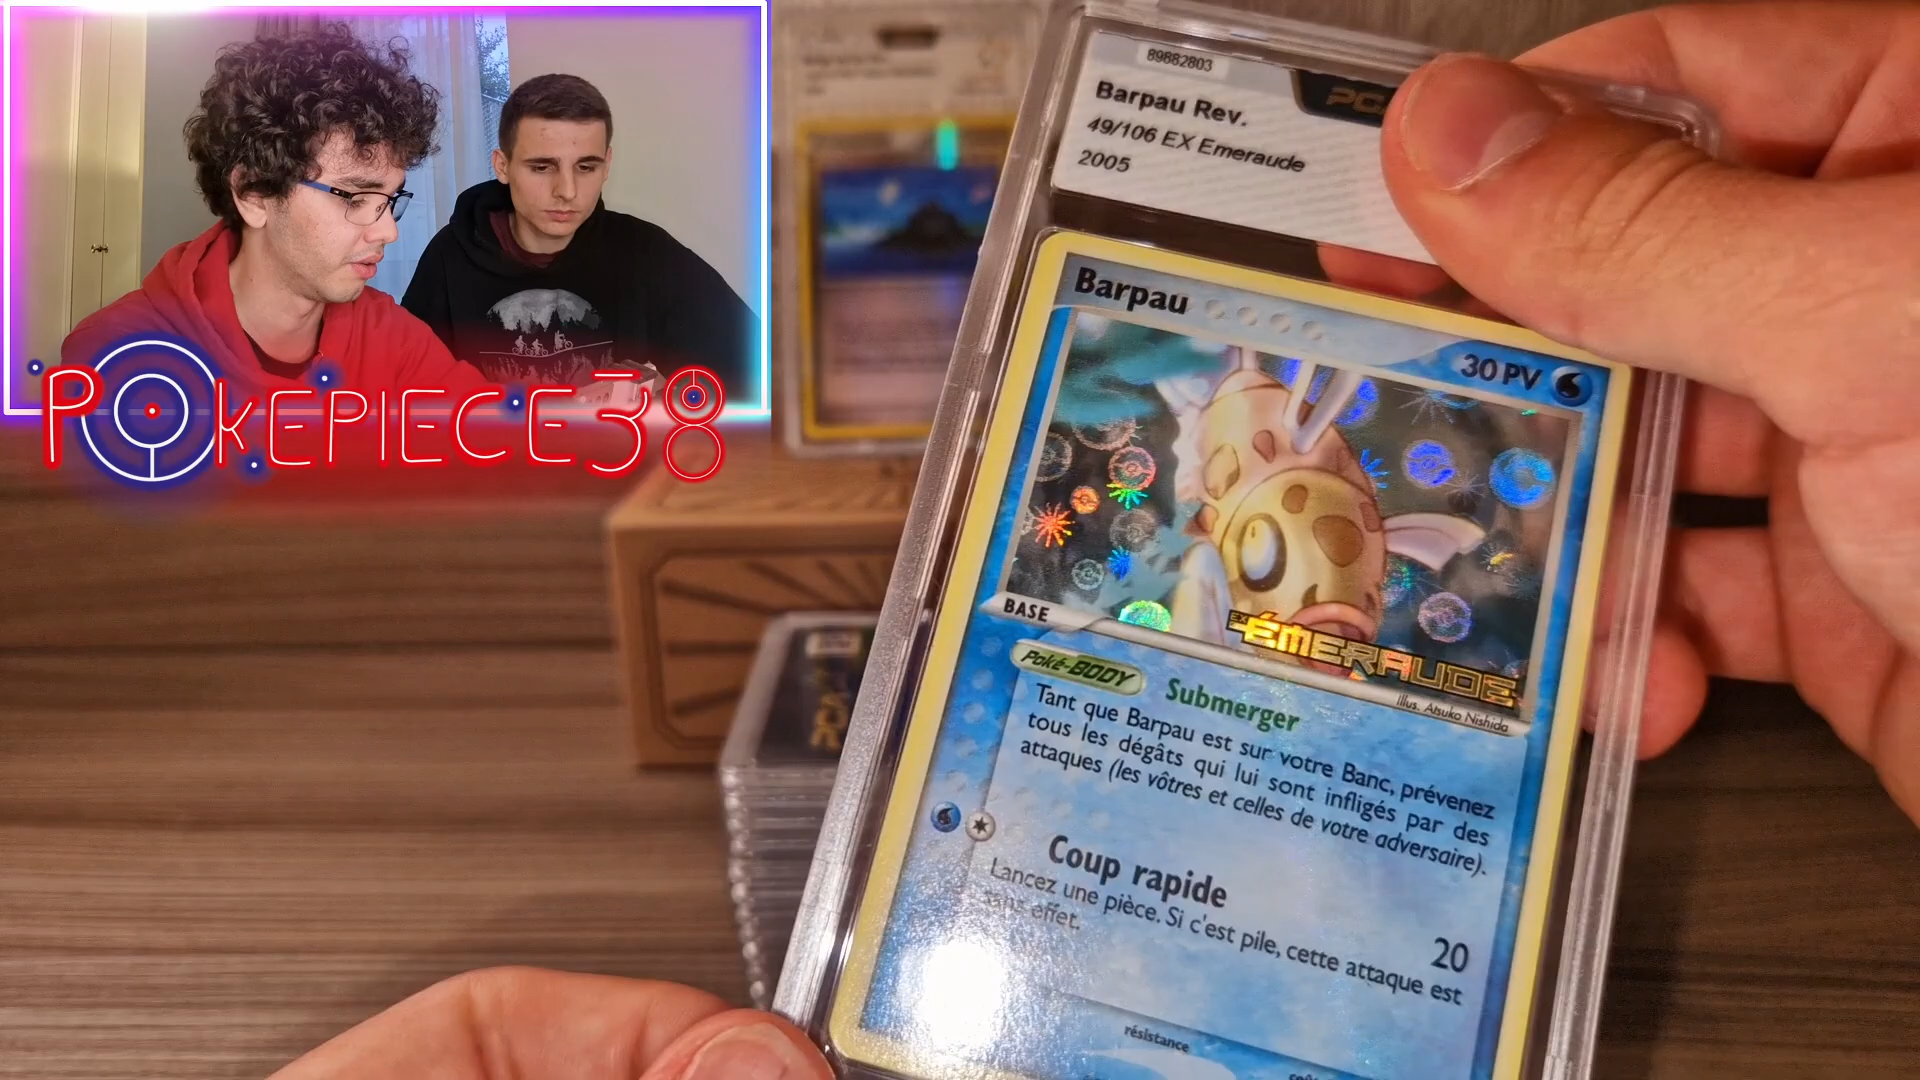 POKEPIECE38
89882803
Barpau Rev.
49/106 EX Emeraude
2005
Barpau
30 PV
BASE
EX ÉMERAUDE
Illus. Atsuko Nishida
Poké-BODY Submerger
Tant que Barpau est sur votre Banc, prévenez
tous les dégâts qui lui sont infligés par des
attaques (les vôtres et celles de votre adversaire).
Coup rapide 20
Lancez une pièce. Si c'est pile, cette attaque est
sans effet.
résistance